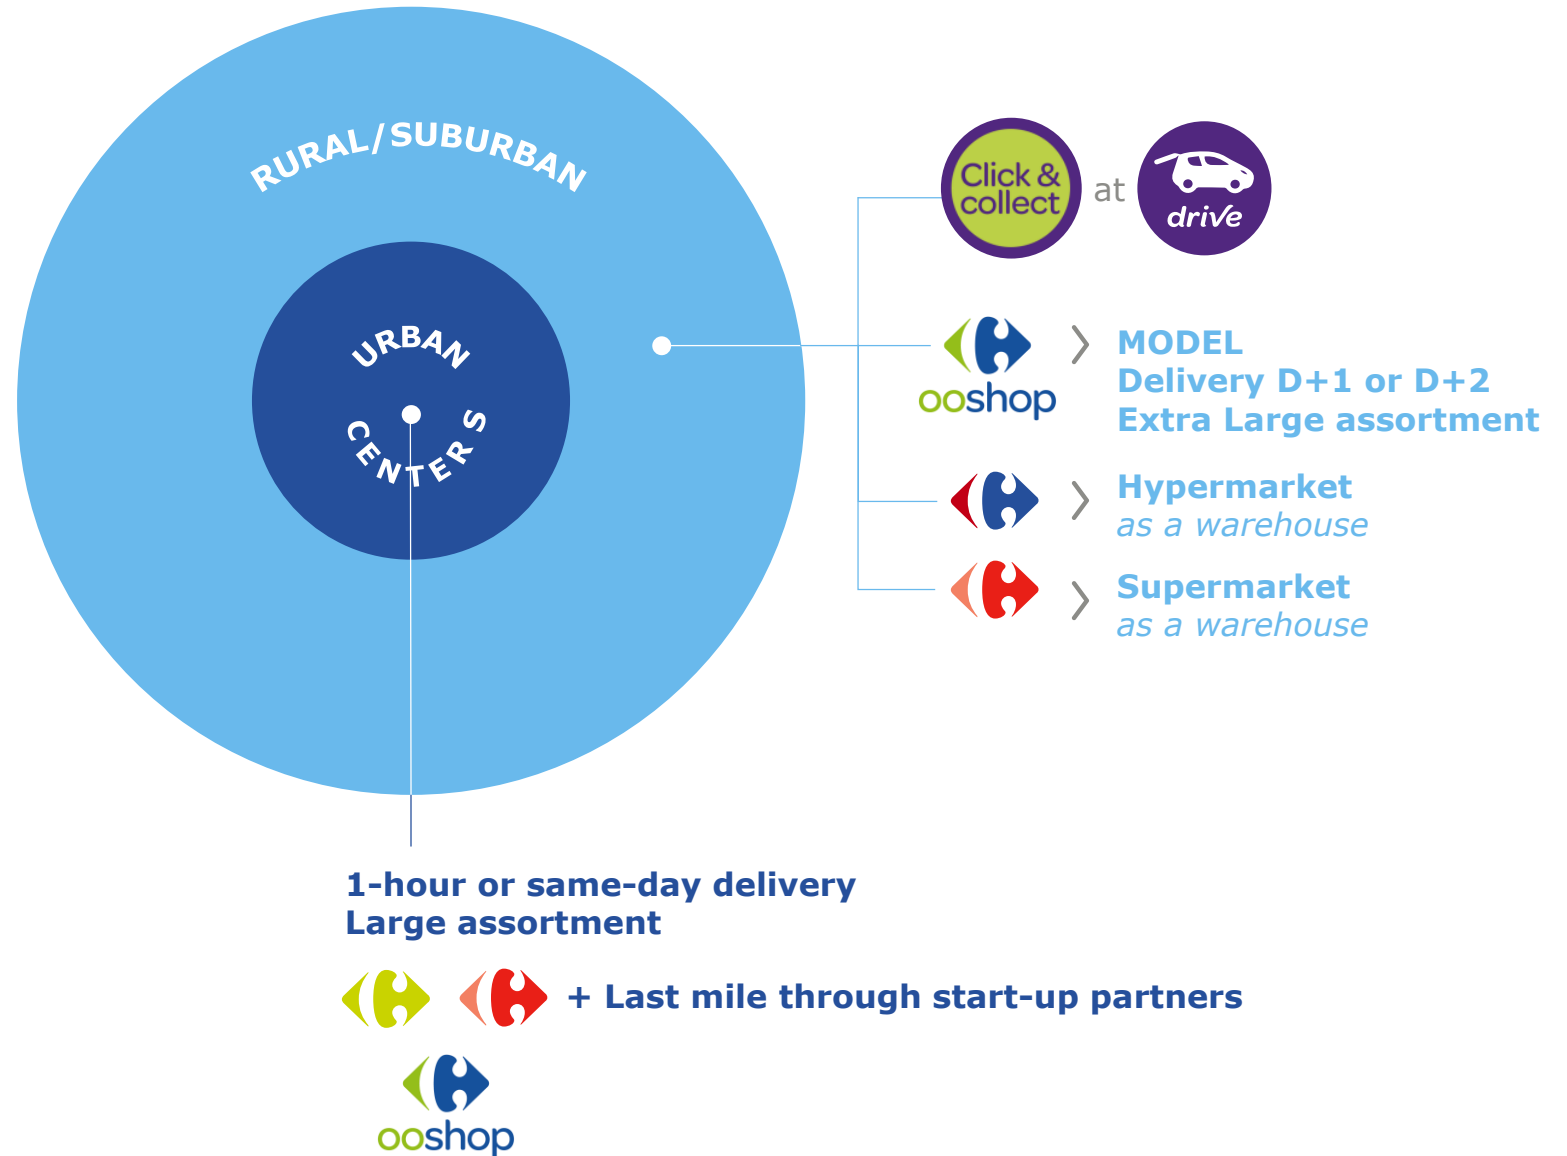 RURAL/SUBURBAN
URBAN
CENTERS
Click &
collect
at
drive
ooshop
MODEL
Delivery D+1 or D+2
Extra Large assortment
Hypermarket
as a warehouse
Supermarket
as a warehouse
1-hour or same-day delivery
Large assortment
+ Last mile through start-up partners
ooshop